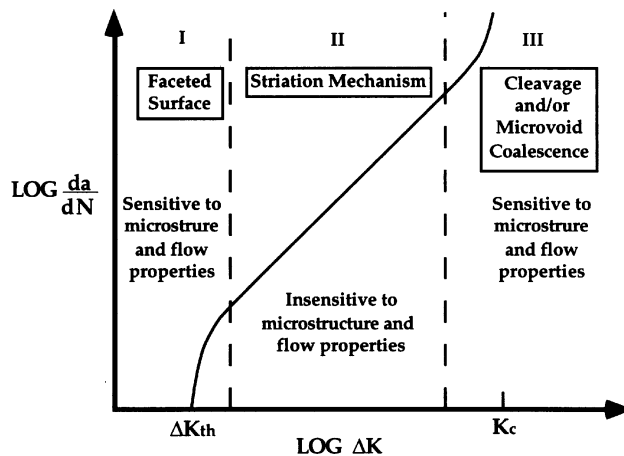 I
II
III
Faceted
Surface
Striation Mechanism
Cleavage
and/or
Microvoid
Coalescence
LOG da/dN
Sensitive to
microstrure
and flow
properties
Insensitive to
microstructure and
flow properties
Sensitive to
microstrure
and flow
properties
ΔKth
LOG ΔK
Kc